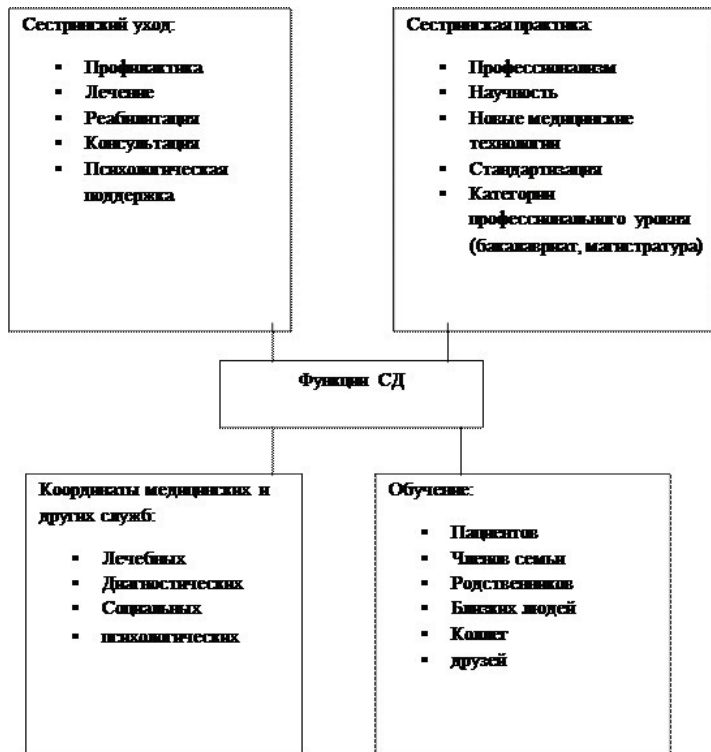 Сестринский уход:
▪ Профилактика
▪ Лечение
▪ Реабилитация
▪ Консультация
▪ Психологическая
поддержка
Сестринская практика:
▪ Профессионализм
▪ Научность
▪ Новые медицинские
технологии
▪ Стандартизация
▪ Категории
профессионального уровня
(бакалавриат, магистратура)
Функции СД
Координаты медицинских и
других служб:
▪ Лечебных
▪ Диагностических
▪ Социальных
▪ психологических
Обучение:
▪ Пациентов
▪ Членов семьи
▪ Родственников
▪ Близких людей
▪ Коллег
▪ друзей